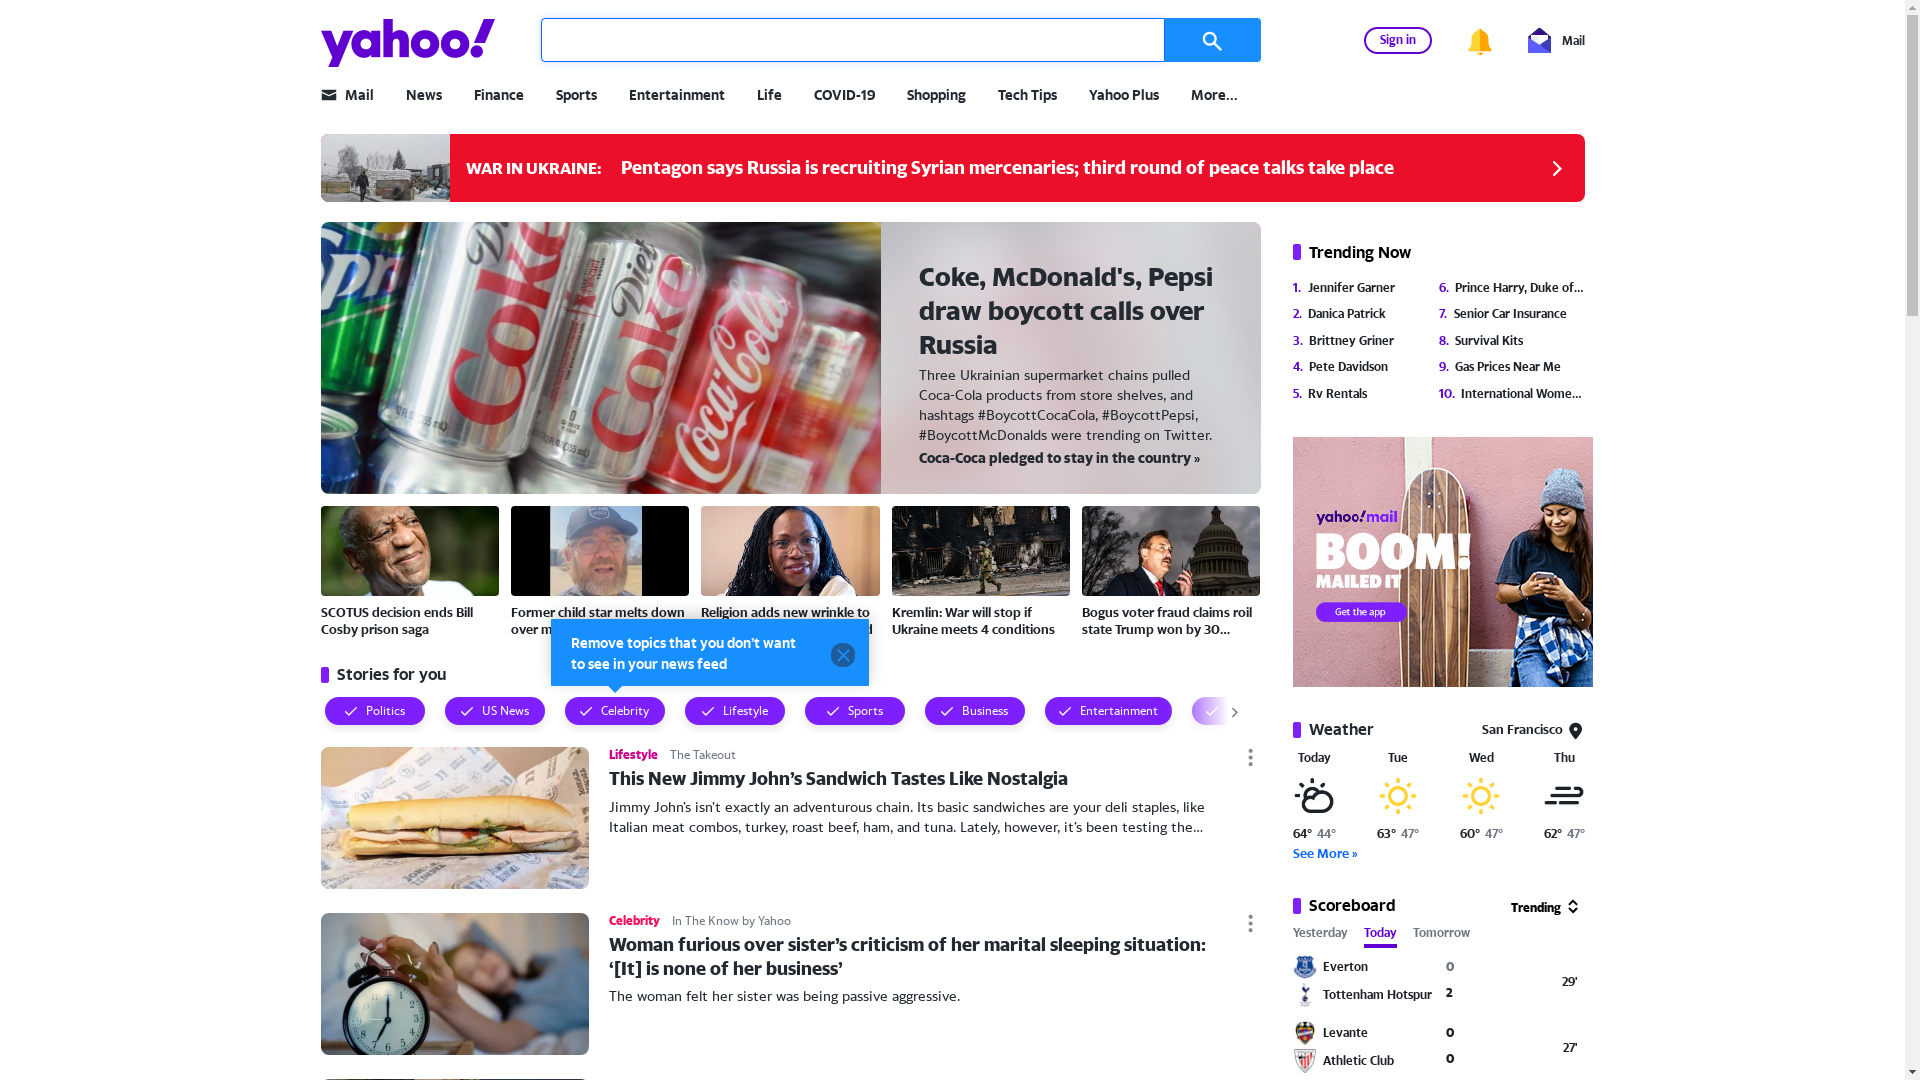 yahoo!
Sign in
Mail
Mail
News
Finance
Sports
Entertainment
Life
COVID-19
Shopping
Tech Tips
Yahoo Plus
More...
WAR IN UKRAINE: Pentagon says Russia is recruiting Syrian mercenaries; third round of peace talks take place
Diet
Coke
Diet
Coke
Coca-Cola
Coke, McDonald's, Pepsi
draw boycott calls over
Russia
Three Ukrainian supermarket chains pulled
Coca-Cola products from store shelves, and
hashtags #BoycottCocaCola, #BoycottPepsi,
#BoycottMcDonalds were trending on Twitter.
Coca-Coca pledged to stay in the country »
SCOTUS decision ends Bill
Cosby prison saga
Former child star melts down
over
Religion adds new wrinkle to
Kremlin: War will stop if
Ukraine meets 4 conditions
Bogus voter fraud claims roil
state Trump won by 30...
Remove topics that you don't want
to see in your news feed
Stories for you
Politics
US News
Celebrity
Lifestyle
Sports
Business
Entertainment
Lifestyle The Takeout
This New Jimmy John’s Sandwich Tastes Like Nostalgia
Jimmy John’s isn’t exactly an adventurous chain. Its basic sandwiches are your deli staples, like
Italian meat combos, turkey, roast beef, ham, and tuna. Lately, however, it’s been testing the...
Celebrity In The Know by Yahoo
Woman furious over sister’s criticism of her marital sleeping situation:
‘[It] is none of her business’
The woman felt her sister was being passive aggressive.
Trending Now
1. Jennifer Garner
2. Danica Patrick
3. Brittney Griner
4. Pete Davidson
5. Rv Rentals
6. Prince Harry, Duke of...
7. Senior Car Insurance
8. Survival Kits
9. Gas Prices Near Me
10. International Wome...
yahoo!mail
BOOM!
MAILED IT
Get the app
Weather
San Francisco
Today Tue Wed Thu
64° 44° 63° 47° 60° 47° 62° 47°
See More »
Scoreboard
Trending
Yesterday Today Tomorrow
Everton 0
29'
Tottenham Hotspur 2
Levante 0
27'
Athletic Club 0